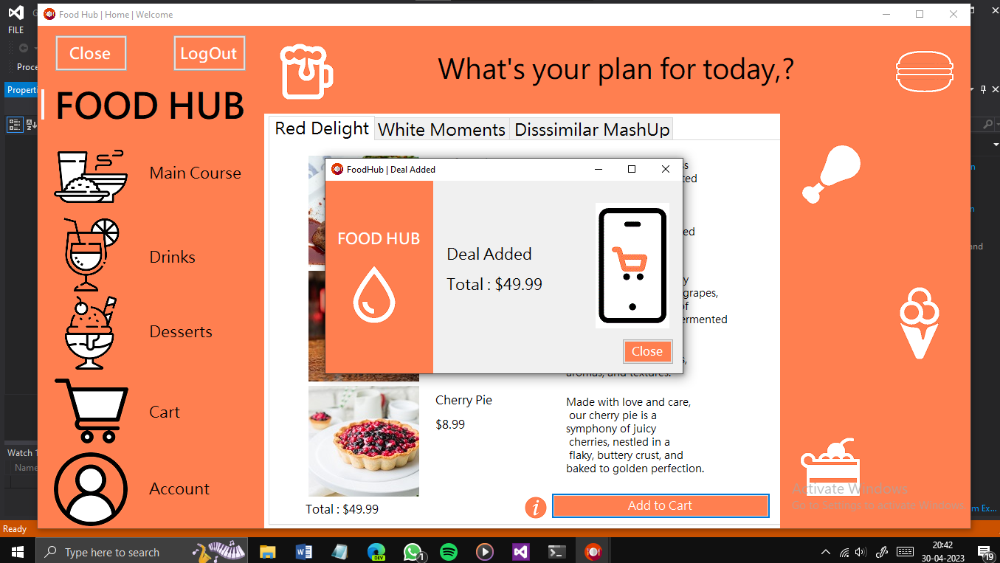 Food Hub | Home | Welcome
FILE
Close
LogOut
What's your plan for today,?
Proce
Properti
FOOD HUB
Red Delight
White Moments
Disssimilar MashUp
Main Course
Drinks
Desserts
Cart
Account
FoodHub | Deal Added
FOOD HUB
Deal Added
Total : $49.99
Close
grapes,
ermented
aromas, and textures.
Cherry Pie
$8.99
Made with love and care,
our cherry pie is a
symphony of juicy
cherries, nestled in a
flaky, buttery crust, and
baked to golden perfection.
Total : $49.99
i
Add to Cart
Watch 1
Name
Activate Windows
Go to Settings to activate Windows.
m Ex...
Ready
Type here to search
DEV
1
20:42
30-04-2023
19